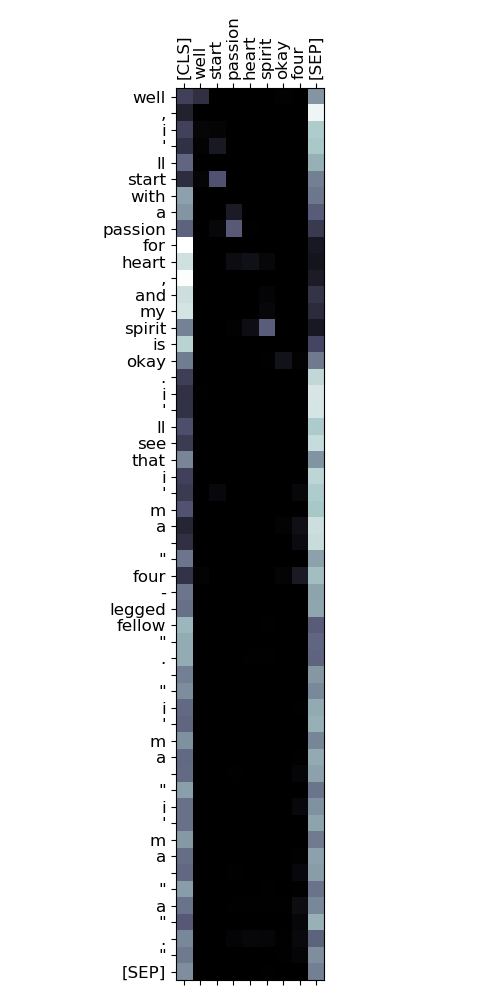 [CLS]
well
start
passion
heart
spirit
okay
four
[SEP]
well
,
i
'
ll
start
with
a
passion
for
heart
,
and
my
spirit
is
okay
.
i
'
ll
see
that
i
'
m
a
"
four
-
legged
fellow
"
.
"
i
'
m
a
"
i
'
m
a
"
a
"
.
"
[SEP]